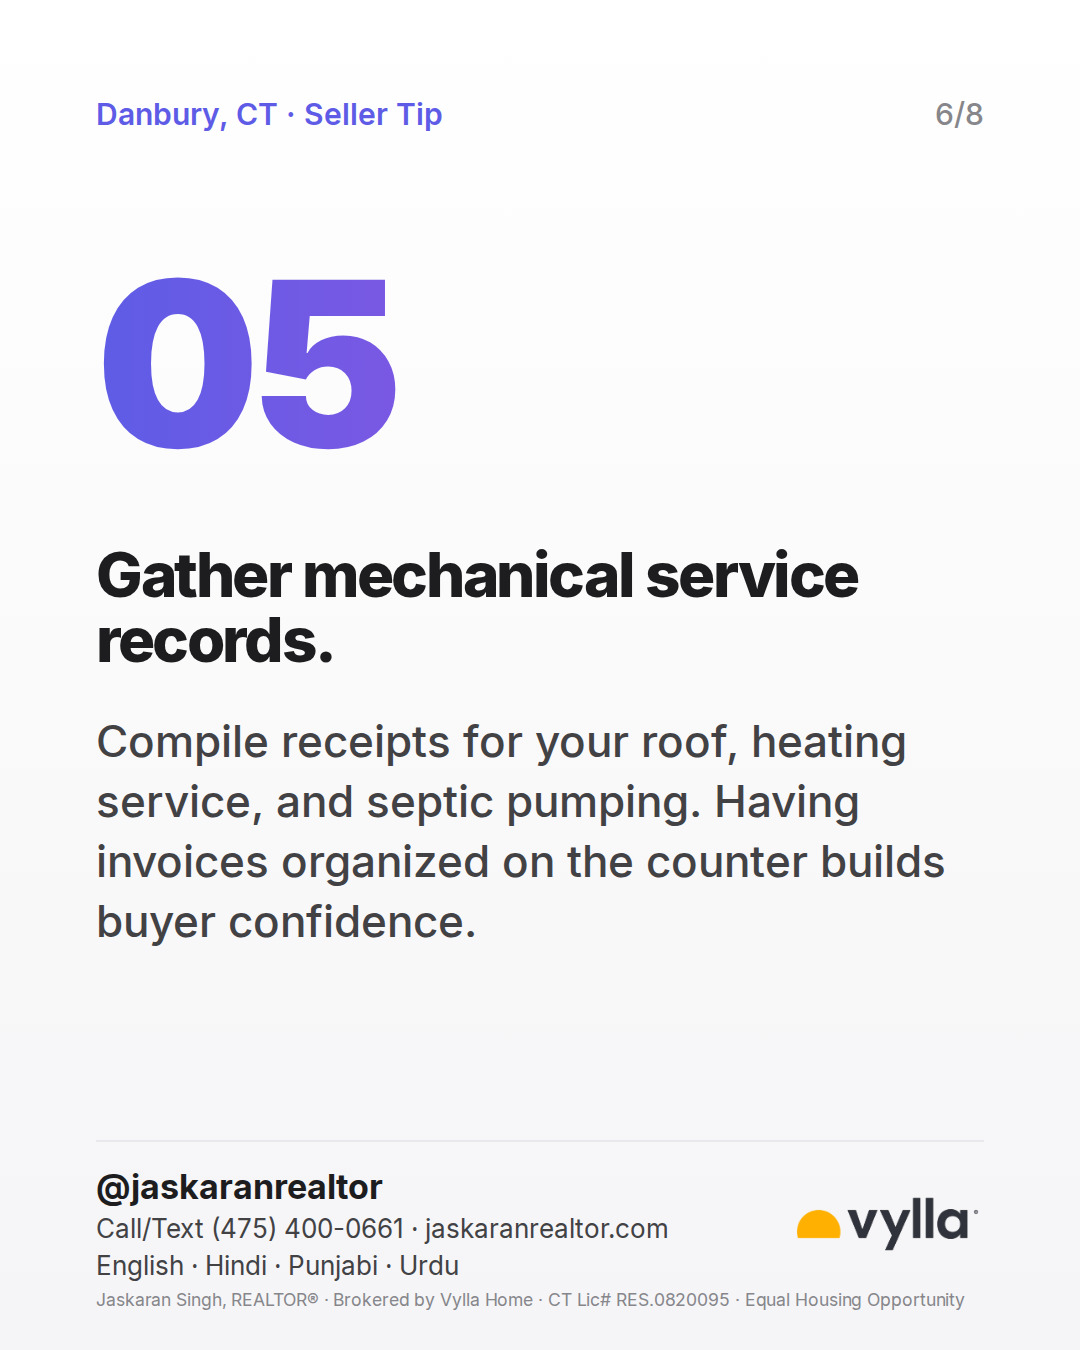 Danbury, CT · Seller Tip
6/8
05
Gather mechanical service
records.
Compile receipts for your roof, heating
service, and septic pumping. Having
invoices organized on the counter builds
buyer confidence.
@jaskaranrealtor
Call/Text (475) 400-0661 · jaskaranrealtor.com
English · Hindi · Punjabi · Urdu
Jaskaran Singh, REALTOR® · Brokered by Vylla Home · CT Lic# RES.0820095 · Equal Housing Opportunity
vylla